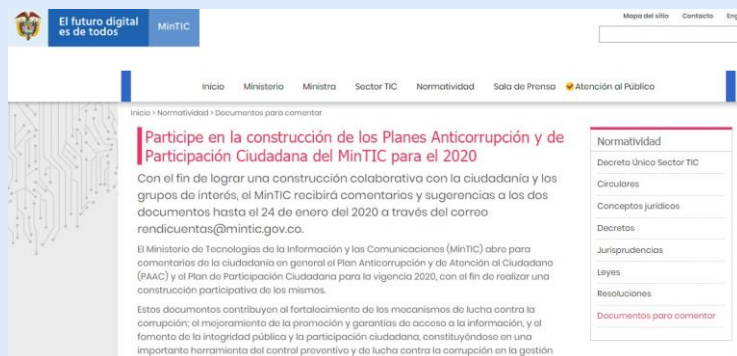 El futuro digital
es de todos
MinTIC
Mapa del sitio Contacto Eng
Inicio Ministerio Ministra Sector TIC Normatividad Sala de Prensa Atención al Público
Inicio > Normatividad > Documentos para comentar
Participe en la construcción de los Planes Anticorrupción y de
Participación Ciudadana del MinTIC para el 2020
Con el fin de lograr una construcción colaborativa con la ciudadanía y los
grupos de interés, el MinTIC recibirá comentarios y sugerencias a los dos
documentos hasta el 24 de enero del 2020 a través del correo
rendicuentas@mintic.gov.co.
El Ministerio de Tecnologías de la Información y las Comunicaciones (MinTIC) abre para
comentarios de la ciudadanía en general el Plan Anticorrupción y de Atención al Ciudadano
(PAAC) y el Plan de Participación Ciudadana para la vigencia 2020, con el fin de realizar una
construcción participativa de los mismos.
Estos documentos contribuyen al fortalecimiento de los mecanismos de lucha contra la
corrupción; el mejoramiento de la promoción y garantías de acceso a la información, y el
fomento de la integridad pública y la participación ciudadana, constituyéndose en una
importante herramienta del control preventivo y de lucha contra la corrupción en la gestión
Normatividad
Decreto Único Sector TIC
Circulares
Conceptos jurídicos
Decretos
Jurisprudencias
Leyes
Resoluciones
Documentos para comentar